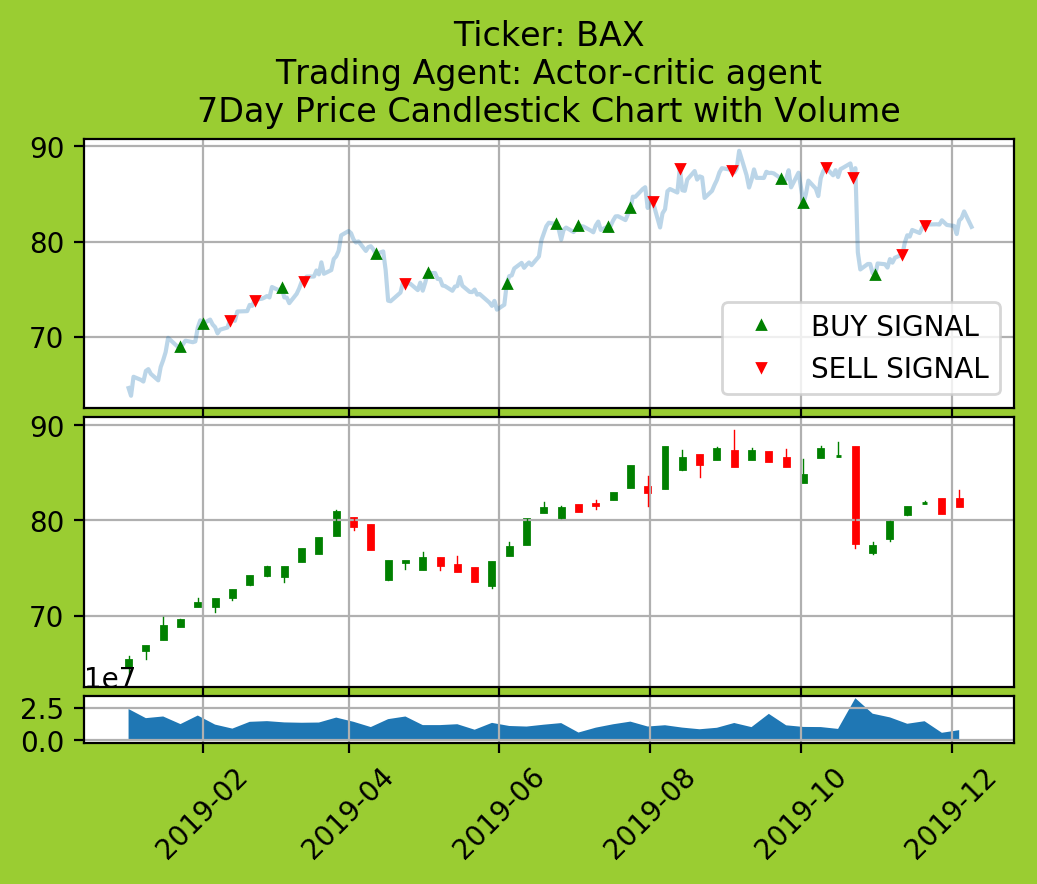 Ticker: BAX
Trading Agent: Actor-critic agent
7Day Price Candlestick Chart with Volume
90
80
70
BUY SIGNAL
SELL SIGNAL
90
80
70
1e7
2.5
0.0
2019-02
2019-04
2019-06
2019-08
2019-10
2019-12